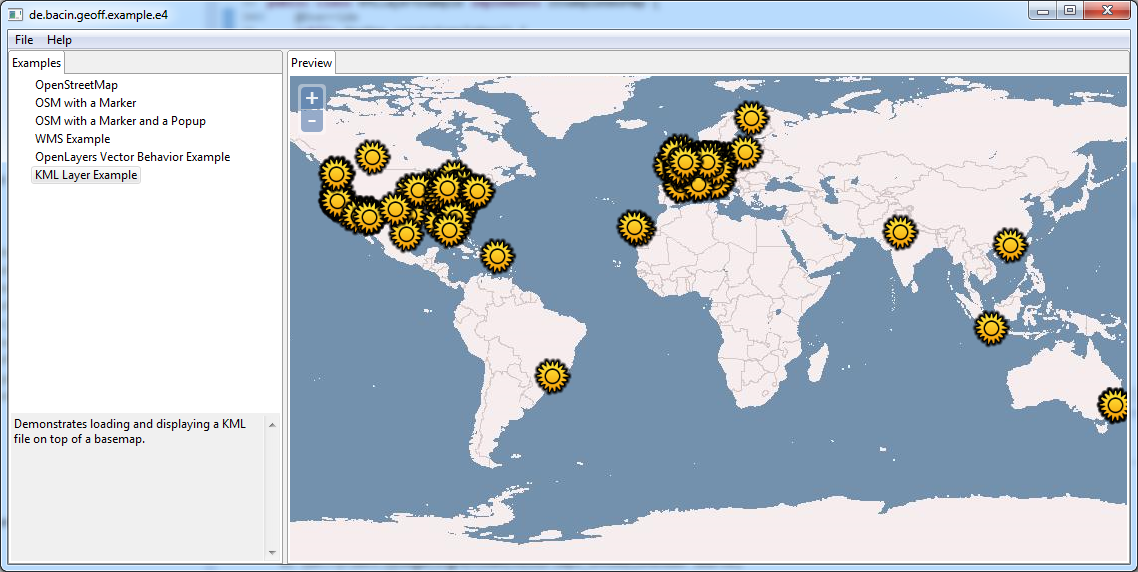 de.bacin.geoff.example.e4
File Help
Examples
OpenStreetMap
OSM with a Marker
OSM with a Marker and a Popup
WMS Example
OpenLayers Vector Behavior Example
KML Layer Example
Demonstrates loading and displaying a KML
file on top of a basemap.
Preview
+
-